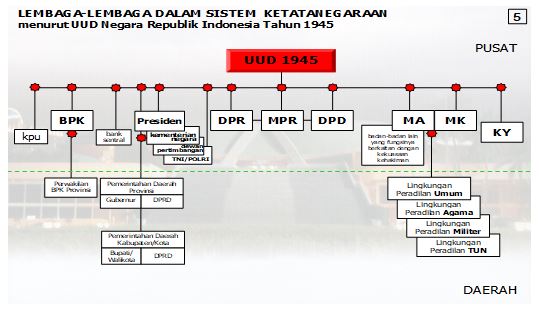 LEMBAGA-LEMBAGA DALAM SISTEM KETATANEGARAAN
menurut UUD Negara Republik Indonesia Tahun 1945
5
PUSAT
UUD 1945
kpu
BPK
bank
sentral
Presiden
kementerian
negara
dewan
pertimbangan
TNI/POLRI
DPR
MPR
DPD
MA
MK
KY
badan-badan lain
yang fungsinya
berkaitan dengan
kekuasaan
kehakiman
Perwakilan
BPK Provinsi
Pemerintahan Daerah
Provinsi
Gubernur
DPRD
Pemerintahan Daerah
Kabupaten/Kota
Bupati/
Walikota
DPRD
Lingkungan
Peradilan Umum
Lingkungan
Peradilan Agama
Lingkungan
Peradilan Militer
Lingkungan
Peradilan TUN
DAERAH